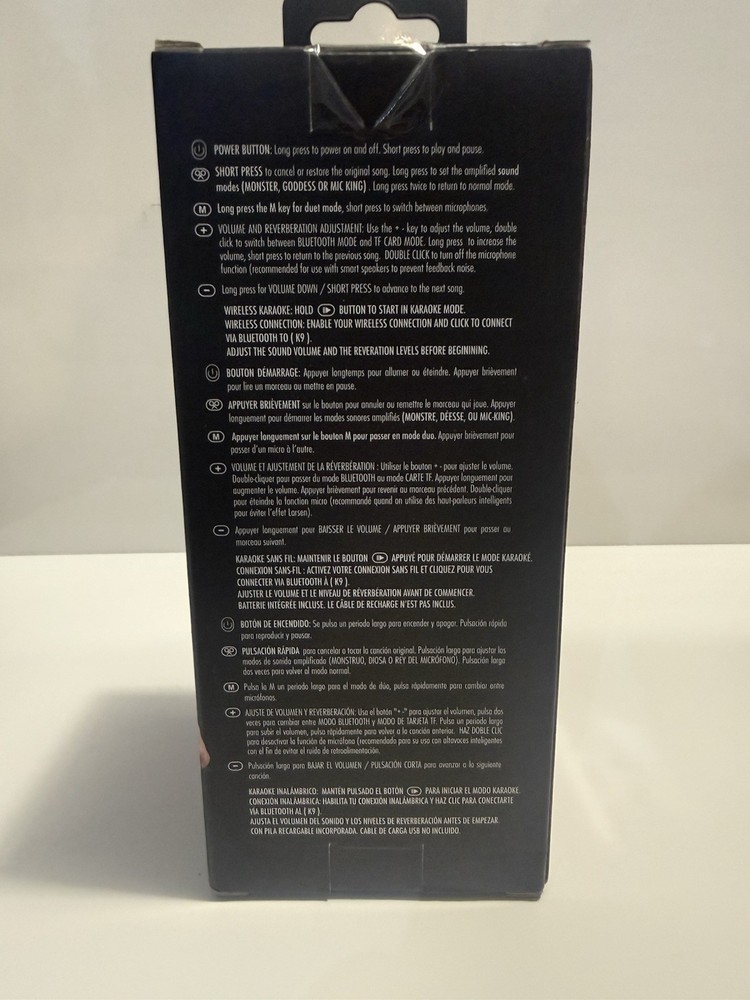 POWER BUTTON: Long press to power on and off. Short press to play and pause.
SHORT PRESS to cancel or restore the original song. Long press to set the amplified sound
modes (MONSTER, GODDESS OR MIC KING) . Long press twice to return to normal mode.
M Long press the M key for duet mode, short press to switch between microphones.
+ VOLUME AND REVERBERATION ADJUSTMENT: Use the + - key to adjust the volume, double
click to switch between BLUETOOTH MODE and TF CARD MODE. Long press to increase the
volume, short press to return to the previous song. DOUBLE CLICK to turn off the microphone
function (recommended for use with smart speakers to prevent feedback noise.
- Long press for VOLUME DOWN / SHORT PRESS to advance to the next song.
WIRELESS KARAOKE: HOLD BUTTON TO START IN KARAOKE MODE.
WIRELESS CONNECTION: ENABLE YOUR WIRELESS CONNECTION AND CLICK TO CONNECT
VIA BLUETOOTH TO ( K9 ).
ADJUST THE SOUND VOLUME AND THE REVERATION LEVELS BEFORE BEGININING.
BOUTON DÉMARRAGE: Appuyer longtemps pour allumer ou éteindre. Appuyer brièvement
pour lire un morceau ou mettre en pause.
APPUYER BRIÈVEMENT sur le bouton pour annuler ou remettre le morceau qui joue. Appuyer
longuement pour démarrer les modes sonores amplifiés (MONSTRE, DÉESSE, OU MIC-KING).
M Appuyer longuement sur le bouton M pour passer en mode duo. Appuyer brièvement pour
passer d'un micro à l'autre.
+ VOLUME ET AJUSTEMENT DE LA RÉVERBÉRATION : Utiliser le bouton + - pour ajuster le volume.
Double-cliquer pour passer du mode BLUETOOTH au mode CARTE TF. Appuyer longuement pour
augmenter le volume. Appuyer brièvement pour revenir au morceau précédent. Double-cliquer
pour éteindre la fonction micro (recommandé quand on utilise des haut-parleurs intelligents
pour éviter l'effet Larsen).
- Appuyer longuement pour BAISSER LE VOLUME / APPUYER BRIÈVEMENT pour passer au
morceau suivant.
KARAOKE SANS FIL: MAINTENIR LE BOUTON APPUYÉ POUR DÉMARRER LE MODE KARAOKÉ.
CONNEXION SANS-FIL : ACTIVEZ VOTRE CONNEXION SANS FIL ET CLIQUEZ POUR VOUS
CONNECTER VIA BLUETOOTH À ( K9 ).
AJUSTER LE VOLUME ET LE NIVEAU DE RÉVERBÉRATION AVANT DE COMMENCER.
BATTERIE INTÉGRÉE INCLUSE. LE CÂBLE DE RECHARGE N'EST PAS INCLUS.
BOTÓN DE ENCENDIDO: Se pulsa un periodo largo para encender y apagar. Pulsación rápida
para reproducir y pausar.
PULSACIÓN RÁPIDA para cancelar o tocar la canción original. Pulsación larga para ajustar los
modos de sonido amplificado (MONSTRUO, DIOSA O REY DEL MICRÓFONO). Pulsación larga
dos veces para volver al modo normal.
M Pulsa la M un periodo largo para el modo de dúo, pulsa rápidamente para cambiar entre
micrófonos.
+ AJUSTE DE VOLUMEN Y REVERBERACIÓN: Usa el botón "+ -" para ajustar el volumen, pulsa dos
veces para cambiar entre MODO BLUETOOTH y MODO DE TARJETA TF. Pulsa un periodo largo
para subir el volumen, pulsa rápidamente para volver a la canción anterior. HAZ DOBLE CLIC
para desactivar la función de micrófono (recomendado para su uso con altavoces inteligentes
con el fin de evitar el ruido de retroalimentación.
- Pulsación larga para BAJAR EL VOLUMEN / PULSACIÓN CORTA para avanzar a la siguiente
canción.
KARAOKE INALÁMBRICO: MANTÉN PULSADO EL BOTÓN PARA INICIAR EL MODO KARAOKE.
CONEXIÓN INALÁMBRICA: HABILITA TU CONEXIÓN INALÁMBRICA Y HAZ CLIC PARA CONECTARTE
VÍA BLUETOOTH AL ( K9 ).
AJUSTA EL VOLUMEN DEL SONIDO Y LOS NIVELES DE REVERBERACIÓN ANTES DE EMPEZAR.
CON PILA RECARGABLE INCORPORADA. CABLE DE CARGA USB NO INCLUIDO.